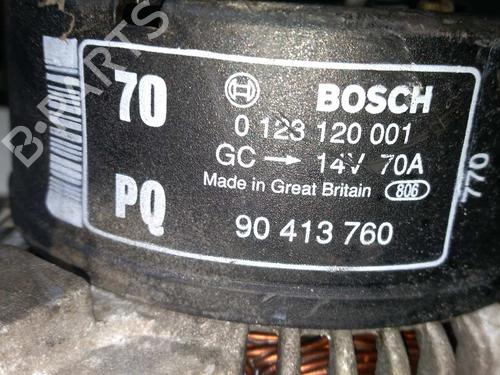 70
BOSCH
0 123 120 001
GC → 14V 70A
Made in Great Britain 806
PQ
90 413 760
770
B-PARTS